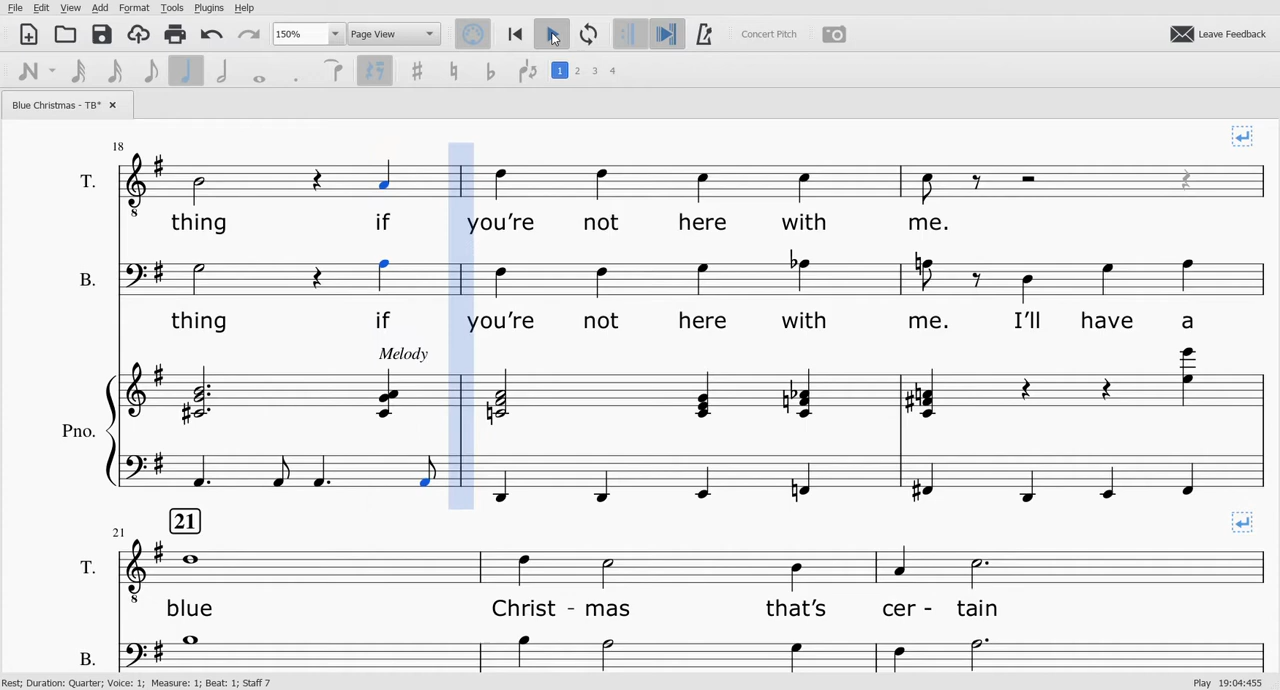 File Edit View Add Format Tools Plugins Help
150% Page View Concert Pitch Leave Feedback
1 2 3 4
Blue Christmas - TB*
18
T.
8
thing if you're not here with me.
B.
thing if you're not here with me. I'll have a
Melody
Pno.
21
21
T.
8
blue Christ - mas that's cer - tain
B.
Rest; Duration: Quarter; Voice: 1; Measure: 1; Beat: 1; Staff 7 Play 19:04:455